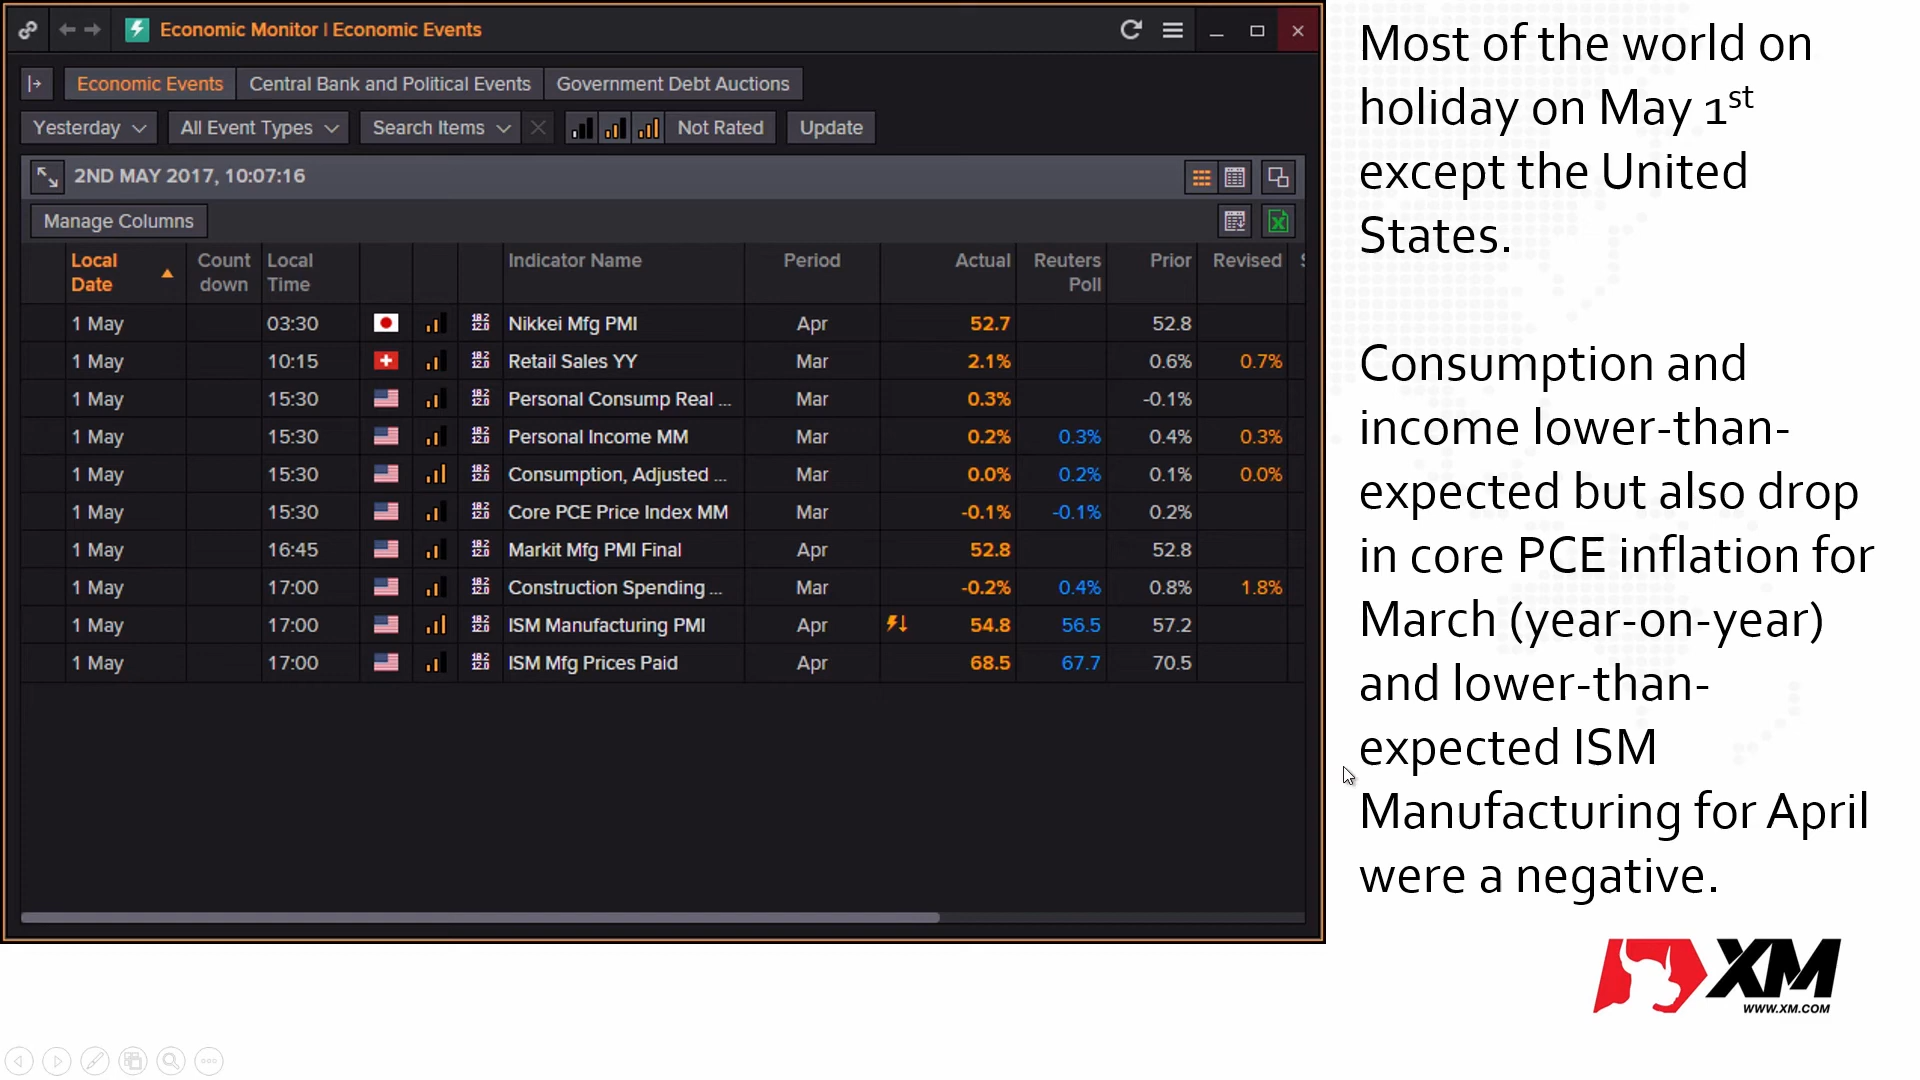 Economic Monitor | Economic Events
Economic Events Central Bank and Political Events Government Debt Auctions
Yesterday All Event Types Search Items Not Rated Update
2ND MAY 2017, 10:07:16
Manage Columns
Local Date Count down Local Time Indicator Name Period Actual Reuters Poll Prior Revised
1 May 03:30 Nikkei Mfg PMI Apr 52.7 52.8
1 May 10:15 Retail Sales YY Mar 2.1% 0.6% 0.7%
1 May 15:30 Personal Consump Real ... Mar 0.3% -0.1%
1 May 15:30 Personal Income MM Mar 0.2% 0.3% 0.4% 0.3%
1 May 15:30 Consumption, Adjusted ... Mar 0.0% 0.2% 0.1% 0.0%
1 May 15:30 Core PCE Price Index MM Mar -0.1% -0.1% 0.2%
1 May 16:45 Markit Mfg PMI Final Apr 52.8 52.8
1 May 17:00 Construction Spending ... Mar -0.2% 0.4% 0.8% 1.8%
1 May 17:00 ISM Manufacturing PMI Apr 54.8 56.5 57.2
1 May 17:00 ISM Mfg Prices Paid Apr 68.5 67.7 70.5
Most of the world on
holiday on May 1st
except the United
States.
Consumption and
income lower-than-
expected but also drop
in core PCE inflation for
March (year-on-year)
and lower-than-
expected ISM
Manufacturing for April
were a negative.
XM
WWW.XM.COM